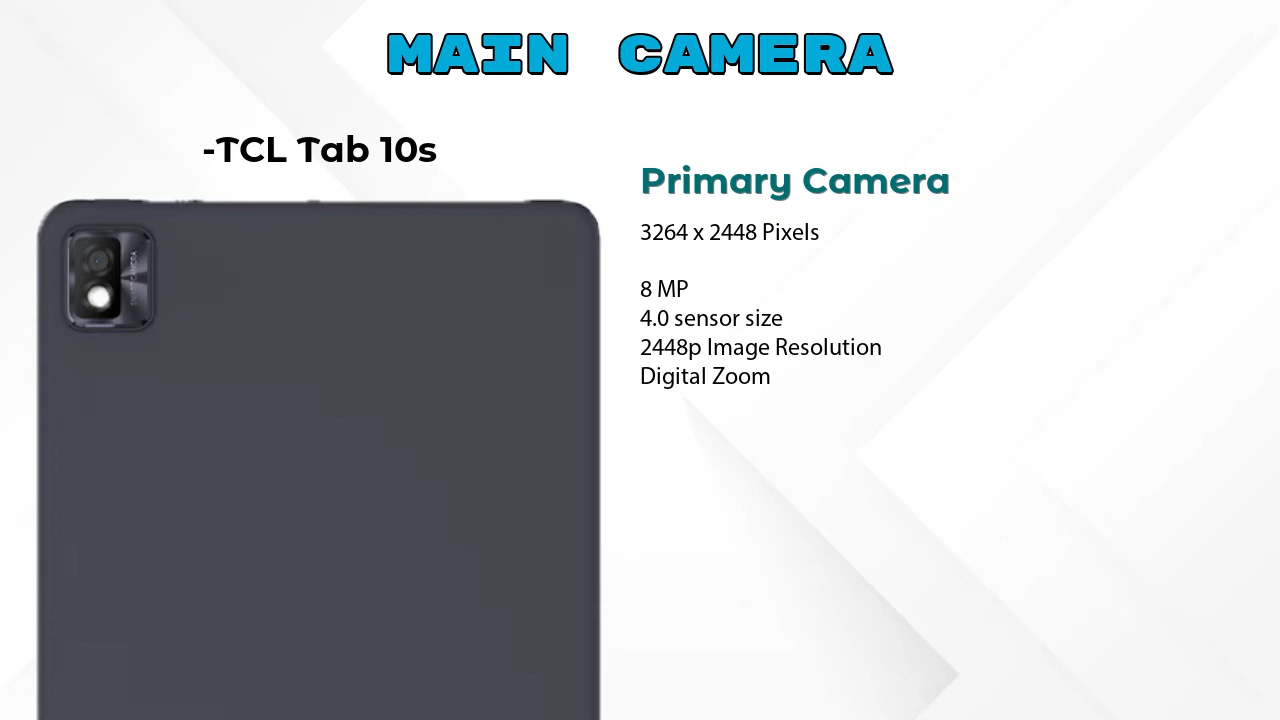 MAIN CAMERA
-TCL Tab 10s
Primary Camera
3264 x 2448 Pixels
8 MP
4.0 sensor size
2448p Image Resolution
Digital Zoom